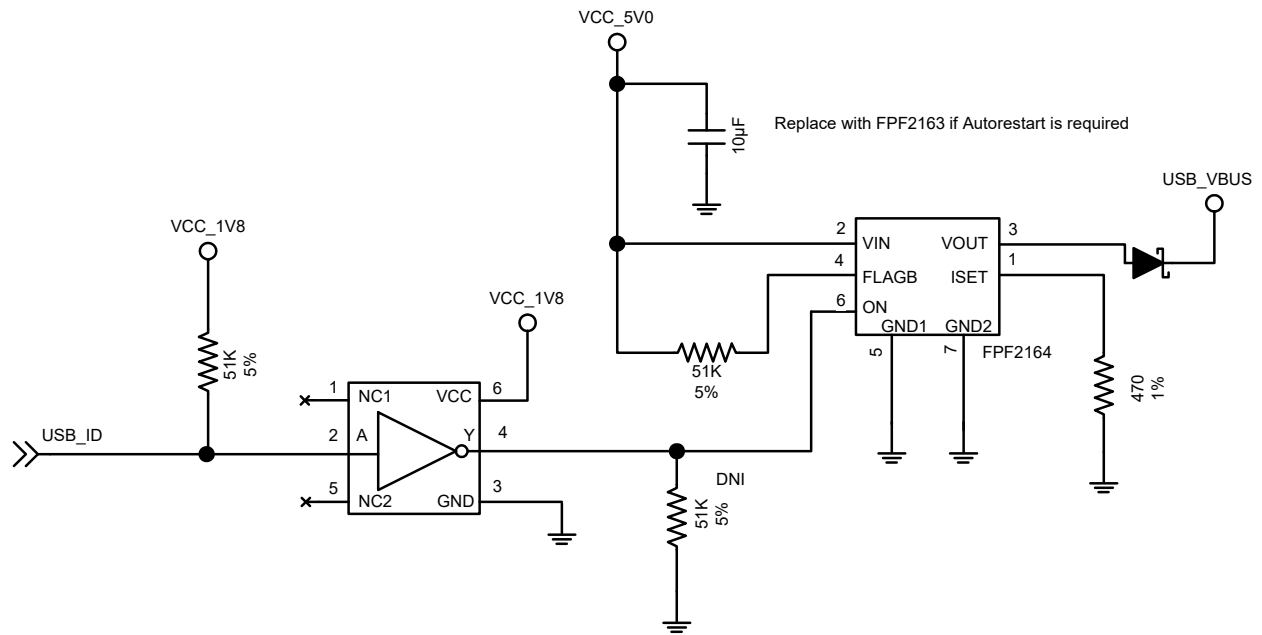 VCC_5V0
10µF
Replace with FPF2163 if Autorestart is required
USB_VBUS
VCC_1V8
2
VIN
VOUT
3
4
FLAGB
ISET
1
6
ON
GND1
GND2
5
7
FPF2164
VCC_1V8
51K
5%
51K
5%
470
1%
1
NC1
VCC
6
USB_ID
2
A
Y
4
5
NC2
GND
3
DNI
51K
5%